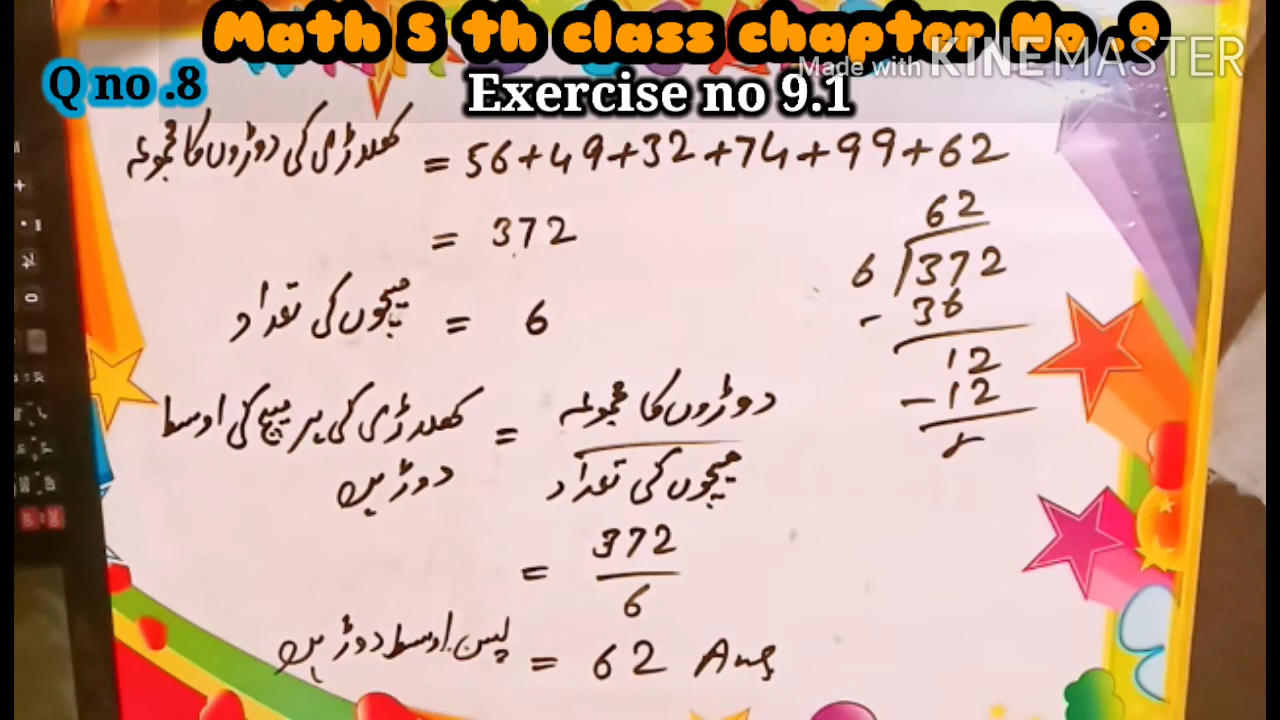 Math 5 th class chapter No .9
Made with KINEMASTER
Q no .8
Exercise no 9.1
کھلاڑی کی دوڑوں کا مجموعہ = 56+49+32+74+99+62
= 372
میچوں کی تعداد = 6
کھلاڑی کی ہر میچ کی اوسط دوڑیں = دوڑوں کا مجموعہ
میچوں کی تعداد
= 372
6
پس اوسط دوڑیں = 62 Ans
62
6 372
- 36
12
- 12